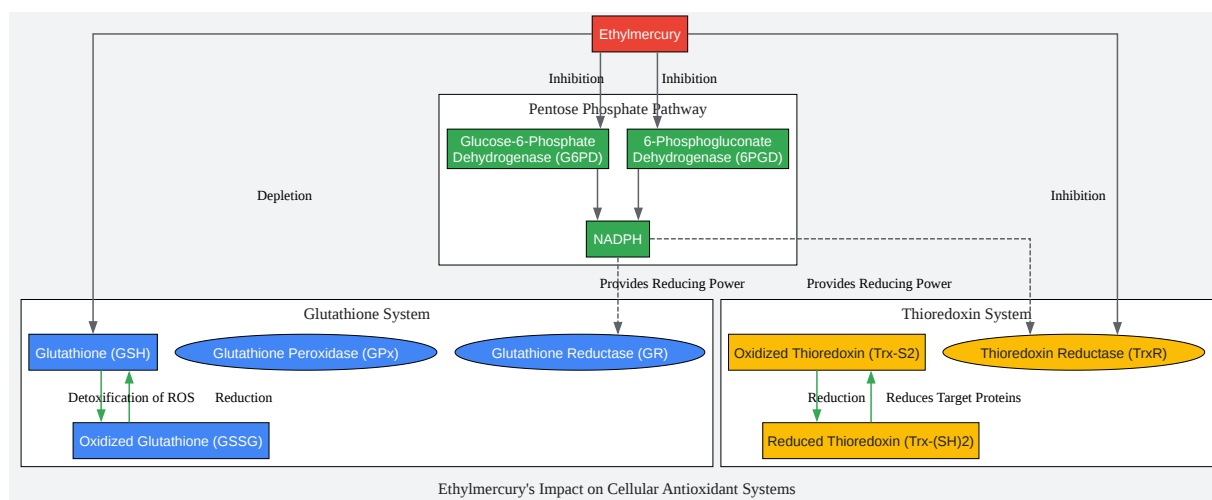 Ethylmercury
Inhibition
Inhibition
Pentose Phosphate Pathway
Glucose-6-Phosphate
Dehydrogenase (G6PD)
6-Phosphogluconate
Dehydrogenase (6PGD)
Depletion
Inhibition
NADPH
Provides Reducing Power
Provides Reducing Power
Glutathione System
Thioredoxin System
Glutathione (GSH)
Glutathione Peroxidase (GPx)
Glutathione Reductase (GR)
Oxidized Thioredoxin (Trx-S2)
Thioredoxin Reductase (TrxR)
Detoxification of ROS
Reduction
Reduction
Reduces Target Proteins
Oxidized Glutathione (GSSG)
Reduced Thioredoxin (Trx-(SH)2)
Ethylmercury's Impact on Cellular Antioxidant Systems